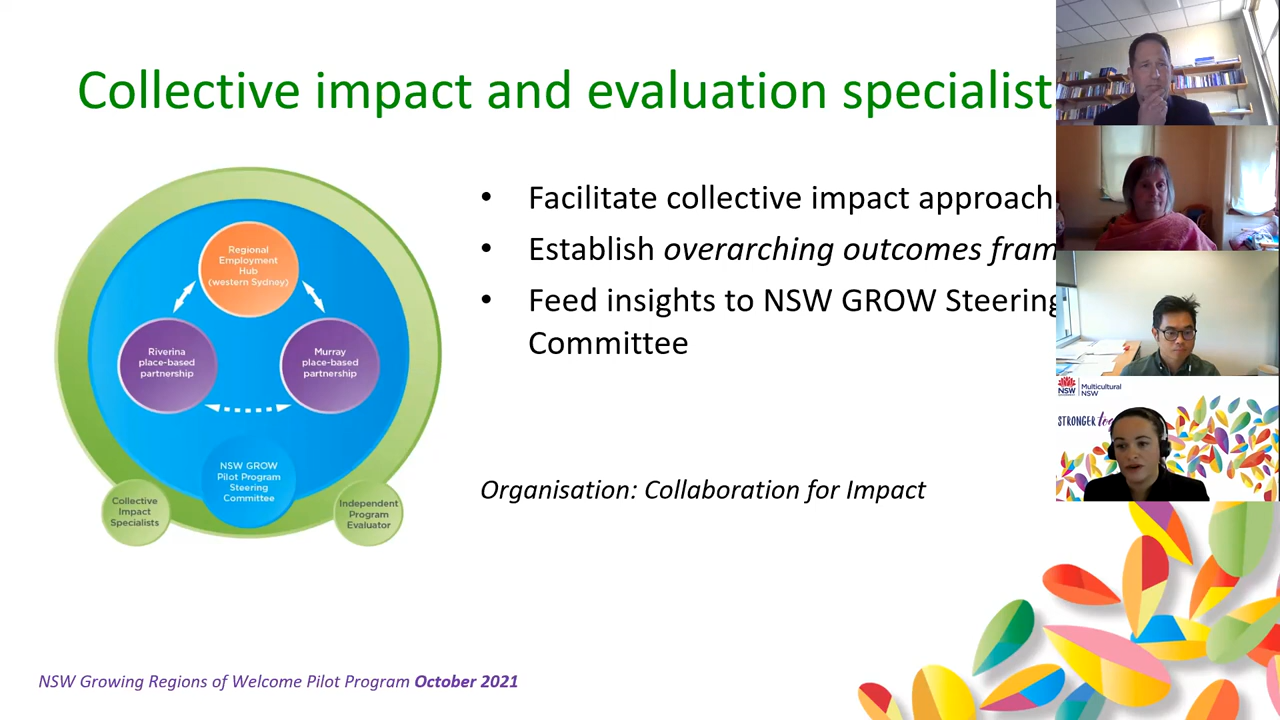 Collective impact and evaluation specialist
Regional
Employment
Hub
(western Sydney)
Riverina
place-based
partnership
Murray
place-based
partnership
NSW GROW
Pilot Program
Steering
Committee
Collective
Impact
Specialists
Independent
Program
Evaluator
• Facilitate collective impact approach
• Establish overarching outcomes fram
• Feed insights to NSW GROW Steering
Committee
Organisation: Collaboration for Impact
NSW Growing Regions of Welcome Pilot Program October 2021
NSW
Multicultural
NSW
STRONGER